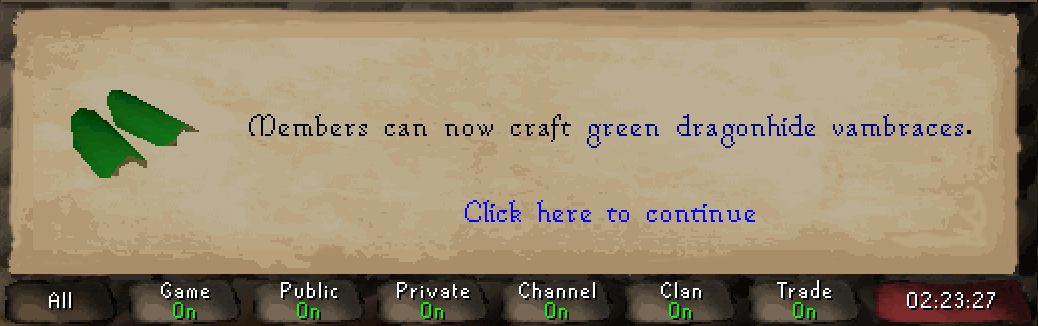 Members can now craft green dragonhide vambraces.
Click here to continue
All
Game
On
Public
On
Private
On
Channel
On
Clan
On
Trade
On
02:23:27